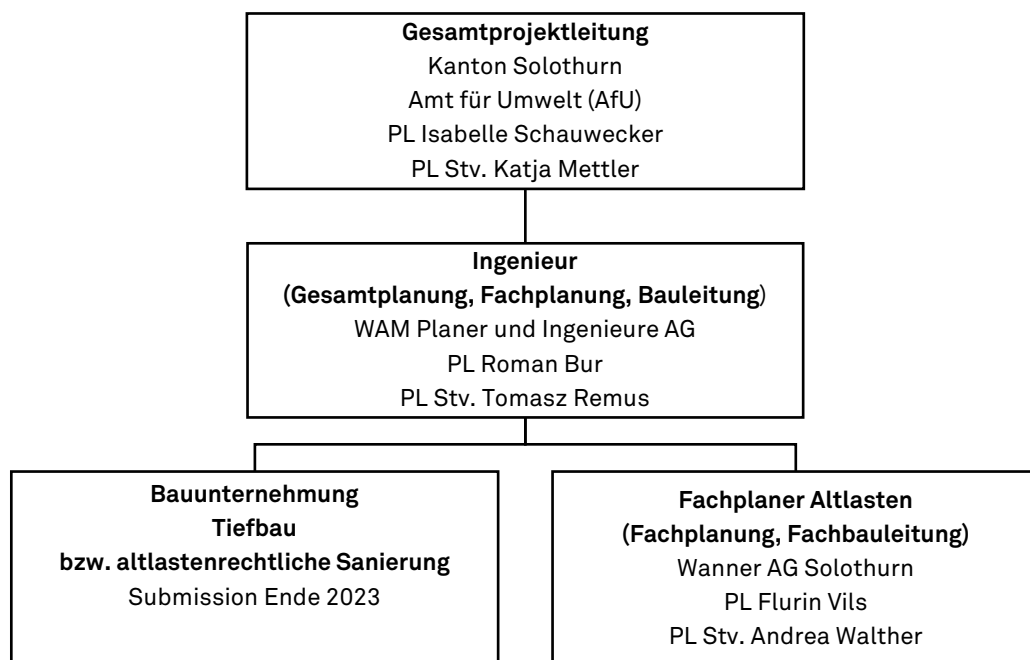 Gesamtprojektleitung
Kanton Solothurn
Amt für Umwelt (AfU)
PL Isabelle Schauwecker
PL Stv. Katja Mettler
Ingenieur
(Gesamtplanung, Fachplanung, Bauleitung)
WAM Planer und Ingenieure AG
PL Roman Bur
PL Stv. Tomasz Remus
Bauunternehmung
Tiefbau
bzw. altlastenrechtliche Sanierung
Submission Ende 2023
Fachplaner Altlasten
(Fachplanung, Fachbauleitung)
Wanner AG Solothurn
PL Flurin Vils
PL Stv. Andrea Walther